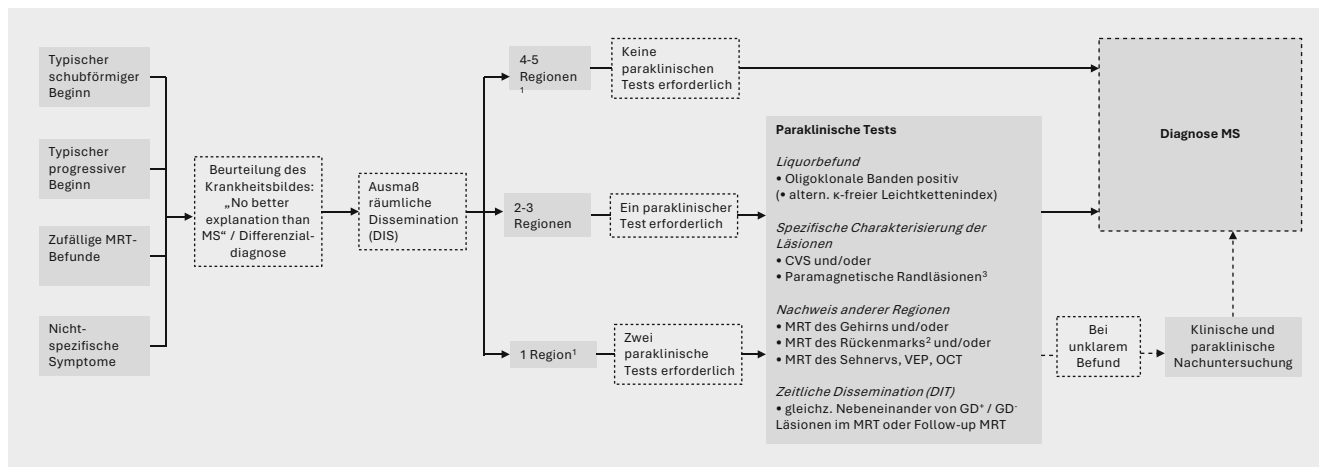 Typischer
schubförmiger
Beginn
Typischer
progressiver
Beginn
Zufällige MRT-
Befunde
Nicht-
spezifische
Symptome
Beurteilung des
Krankheitsbildes:
„No better
explanation than
MS“ / Differenzial-
diagnose
Ausmaß
räumliche
Dissemination
(DIS)
4-5
Regionen
1
Keine
paraklinischen
Tests erforderlich
2-3
Regionen
Ein paraklinischer
Test erforderlich
1 Region¹
Zwei
paraklinische
Tests erforderlich
Paraklinische Tests
Liquorbefund
• Oligoklonale Banden positiv
(• altern. κ-freier Leichtkettenindex)
Spezifische Charakterisierung der
Läsionen
• CVS und/oder
• Paramagnetische Randläsionen³
Nachweis anderer Regionen
• MRT des Gehirns und/oder
• MRT des Rückenmarks² und/oder
• MRT des Sehnervs, VEP, OCT
Zeitliche Dissemination (DIT)
• gleichz. Nebeneinander von GD⁺ / GD⁻
Läsionen im MRT oder Follow-up MRT
Diagnose MS
Bei
unklarem
Befund
Klinische und
paraklinische
Nachuntersuchung